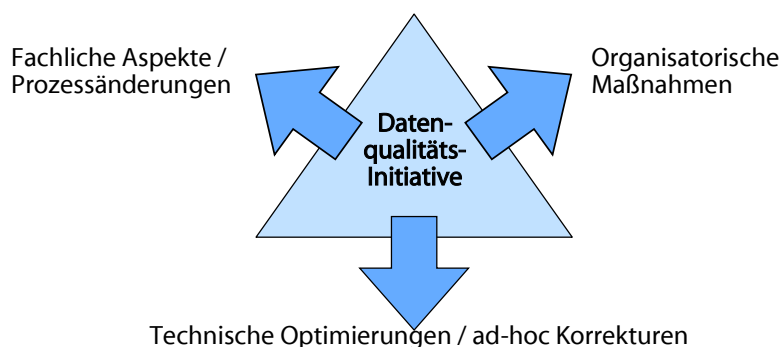 Fachliche Aspekte /
Prozessänderungen
Organisatorische
Maßnahmen
Daten-
qualitäts-
Initiative
Technische Optimierungen / ad-hoc Korrekturen